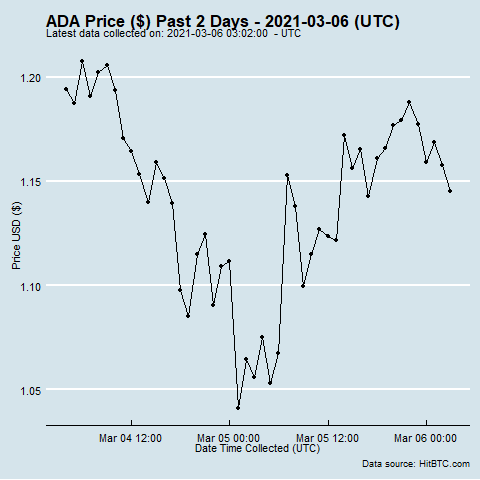 ADA Price ($) Past 2 Days - 2021-03-06 (UTC)
Latest data collected on: 2021-03-06 03:02:00  - UTC
Price USD ($)
1.20
1.15
1.10
1.05
Mar 04 12:00 Mar 05 00:00 Mar 05 12:00 Mar 06 00:00
Date Time Collected (UTC)
Data source: HitBTC.com